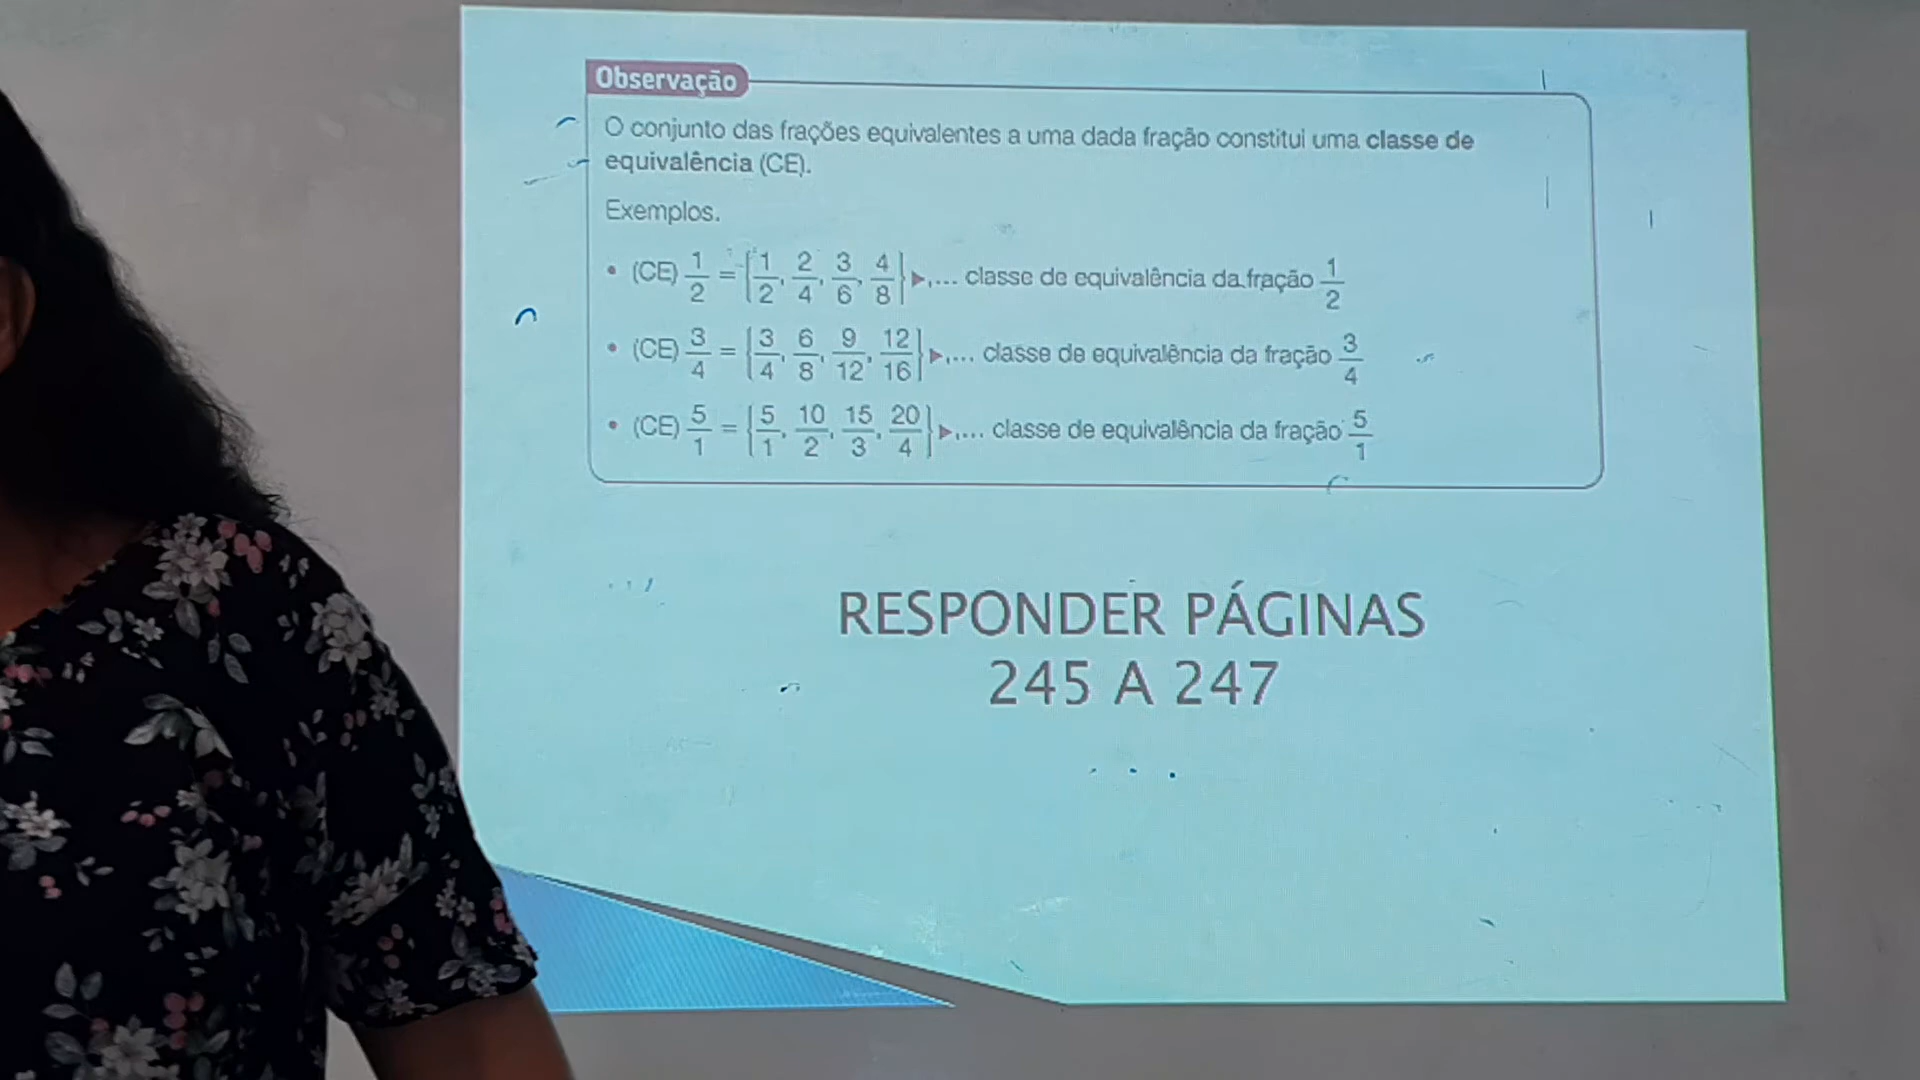 Observação
O conjunto das frações equivalentes a uma dada fração constitui uma classe de
equivalência (CE).
Exemplos.
• (CE) 1/2 = {1/2, 2/4, 3/6, 4/8} ▶,... classe de equivalência da fração 1/2
• (CE) 3/4 = {3/4, 6/8, 9/12, 12/16} ▶,... classe de equivalência da fração 3/4
• (CE) 5/1 = {5/1, 10/2, 15/3, 20/4} ▶,... classe de equivalência da fração 5/1
RESPONDER PÁGINAS
245 A 247